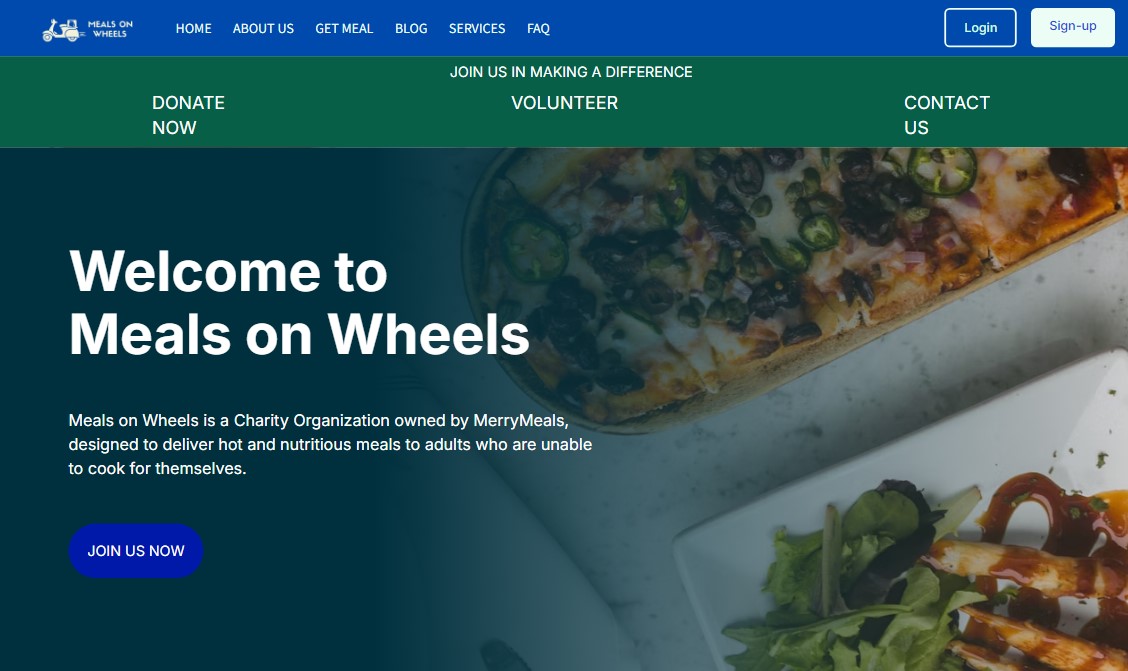 MEALS ON
WHEELS
HOME ABOUT US GET MEAL BLOG SERVICES FAQ
Login
Sign-up
JOIN US IN MAKING A DIFFERENCE
DONATE
NOW
VOLUNTEER
CONTACT
US
Welcome to
Meals on Wheels
Meals on Wheels is a Charity Organization owned by MerryMeals,
designed to deliver hot and nutritious meals to adults who are unable
to cook for themselves.
JOIN US NOW